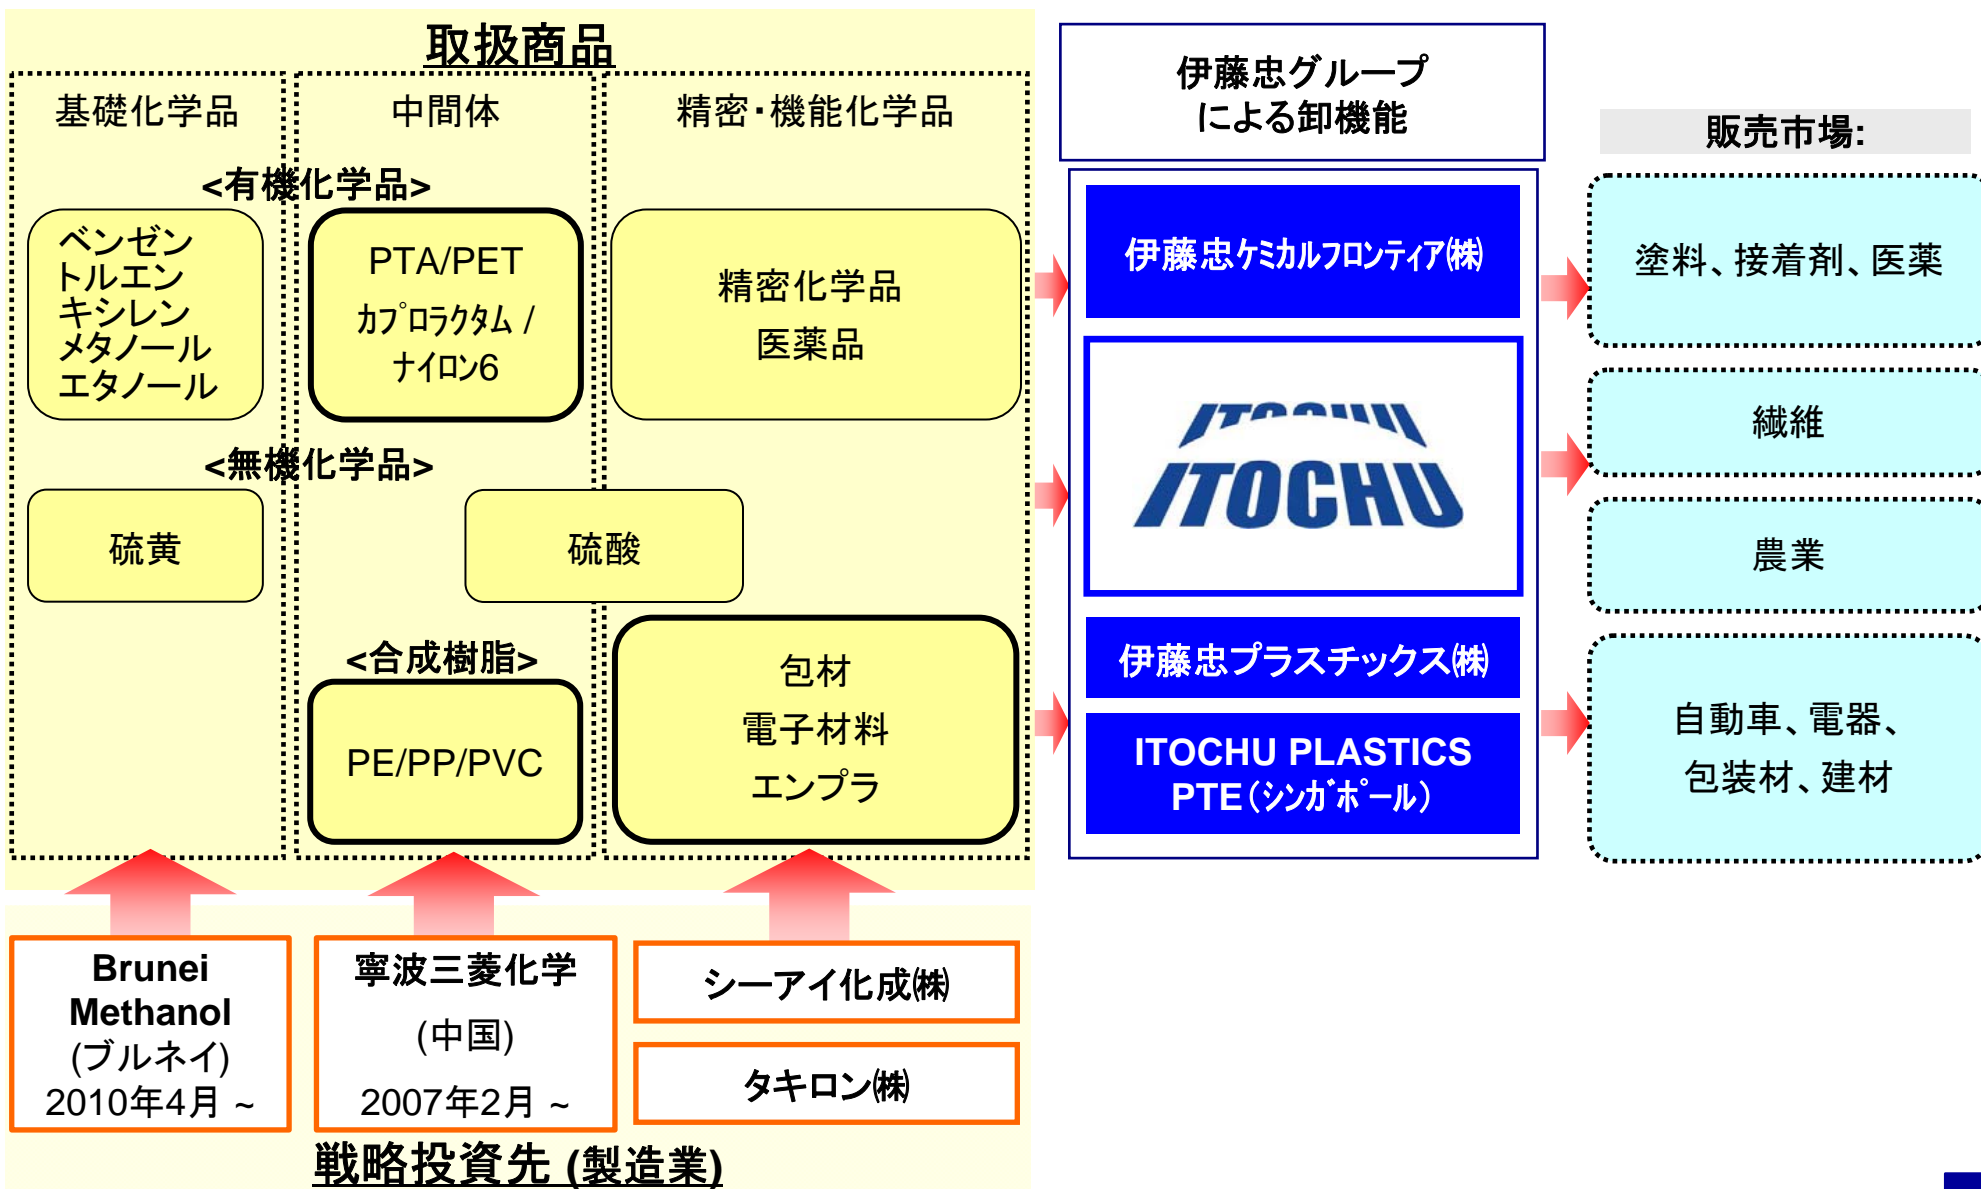 取扱商品
基礎化学品
中間体
精密・機能化学品
<有機化学品>
ベンゼン
トルエン
キシレン
メタノール
エタノール
PTA/PET
ｶﾌﾟﾛﾗｸﾀﾑ /
ﾅｲﾛﾝ6
精密化学品
医薬品
<無機化学品>
硫黄
硫酸
<合成樹脂>
PE/PP/PVC
包材
電子材料
エンプラ
伊藤忠グループ
による卸機能
伊藤忠ｹﾐｶﾙﾌﾛﾝﾃｨｱ㈱
ITOCHU
ITOCHU
伊藤忠プラスチックス㈱
ITOCHU PLASTICS
PTE（ｼﾝｶﾞﾎﾟｰﾙ）
販売市場:
塗料、接着剤、医薬
繊維
農業
自動車、電器、
包装材、建材
Brunei
Methanol
(ブルネイ)
2010年4月 ~
寧波三菱化学
(中国)
2007年2月 ~
シーアイ化成㈱
タキロン㈱
戦略投資先 (製造業)